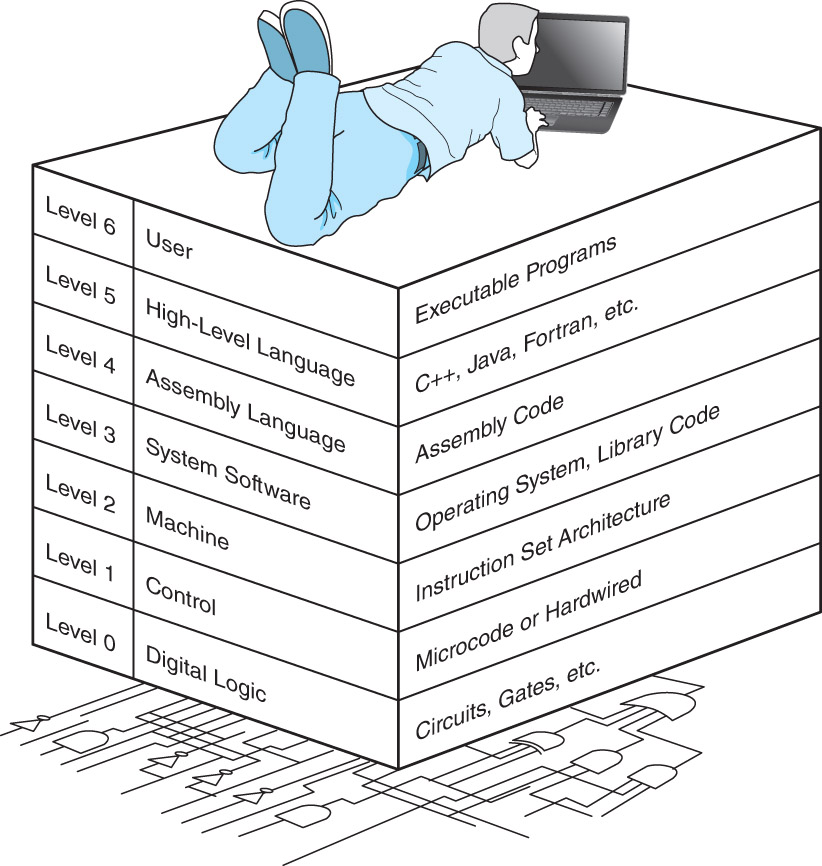 Level 6
User
Executable Programs
Level 5
High-Level Language
C++, Java, Fortran, etc.
Level 4
Assembly Language
Assembly Code
Level 3
System Software
Operating System, Library Code
Level 2
Machine
Instruction Set Architecture
Level 1
Control
Microcode or Hardwired
Level 0
Digital Logic
Circuits, Gates, etc.